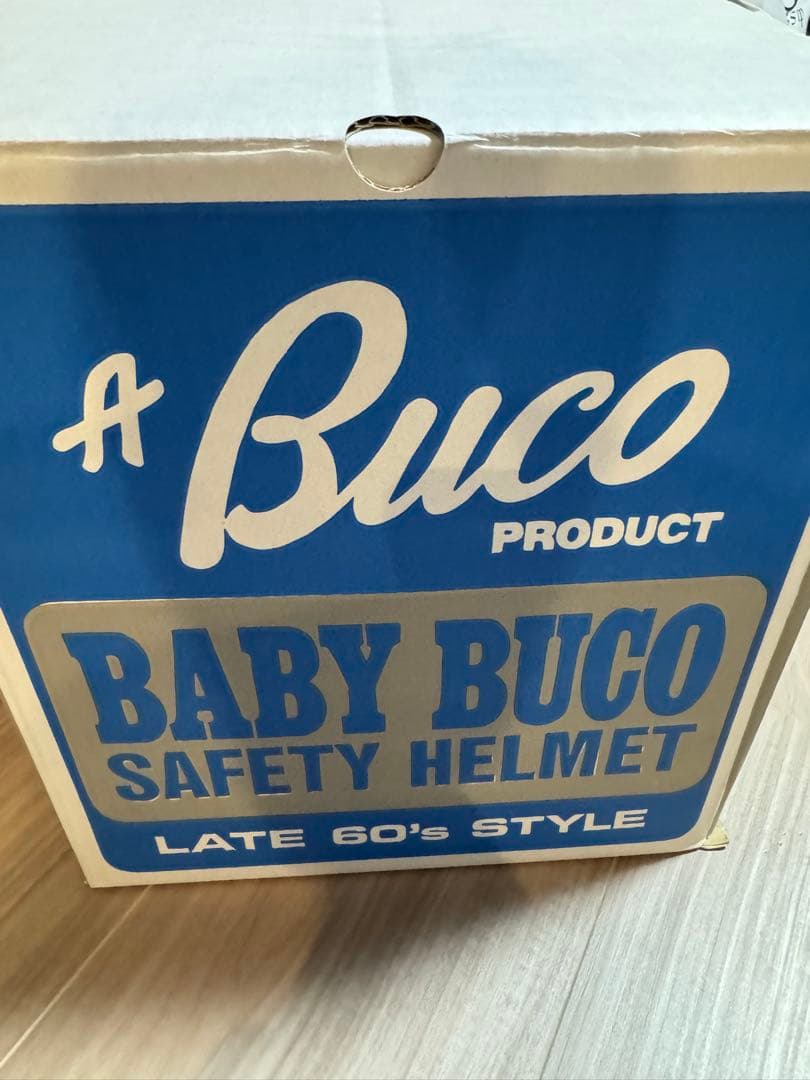 A Buco
PRODUCT
BABY BUCO
SAFETY HELMET
LATE 60's STYLE